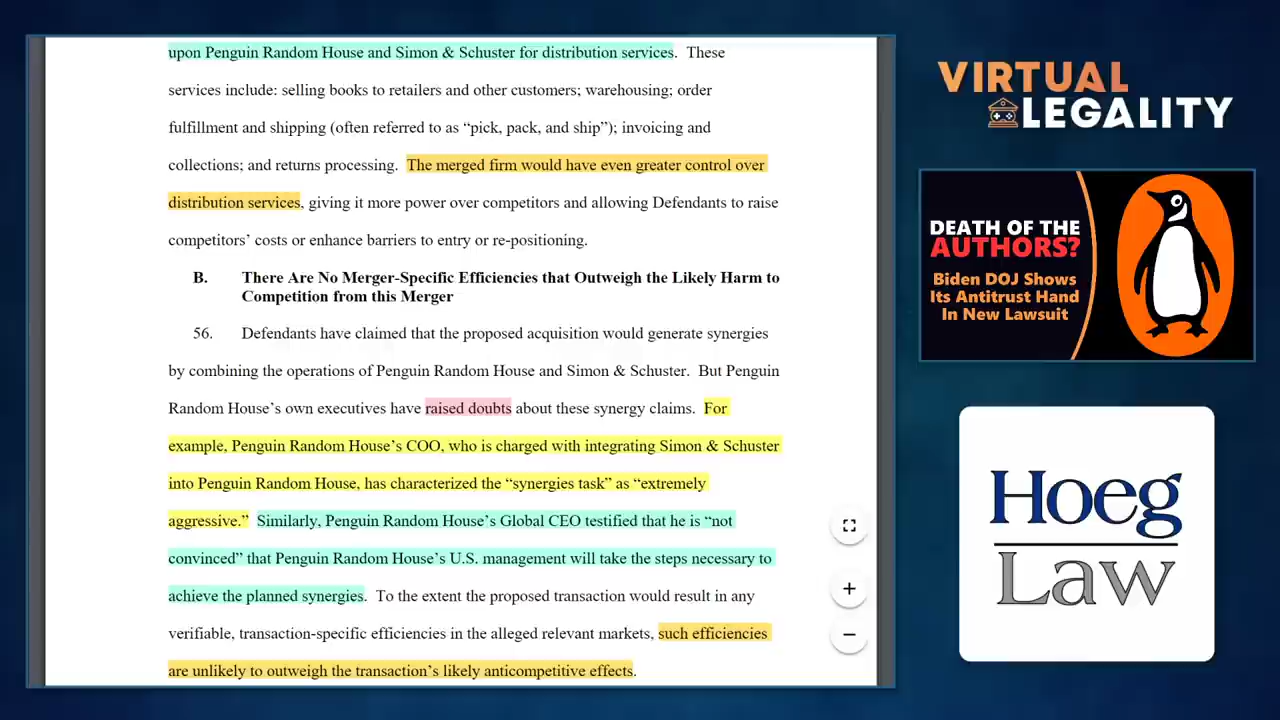 upon Penguin Random House and Simon & Schuster for distribution services. These
services include: selling books to retailers and other customers; warehousing; order
fulfillment and shipping (often referred to as “pick, pack, and ship”); invoicing and
collections; and returns processing. The merged firm would have even greater control over
distribution services, giving it more power over competitors and allowing Defendants to raise
competitors’ costs or enhance barriers to entry or re-positioning.
B. There Are No Merger-Specific Efficiencies that Outweigh the Likely Harm to
Competition from this Merger
56. Defendants have claimed that the proposed acquisition would generate synergies
by combining the operations of Penguin Random House and Simon & Schuster. But Penguin
Random House’s own executives have raised doubts about these synergy claims. For
example, Penguin Random House’s COO, who is charged with integrating Simon & Schuster
into Penguin Random House, has characterized the “synergies task” as “extremely
aggressive.” Similarly, Penguin Random House’s Global CEO testified that he is “not
convinced” that Penguin Random House’s U.S. management will take the steps necessary to
achieve the planned synergies. To the extent the proposed transaction would result in any
verifiable, transaction-specific efficiencies in the alleged relevant markets, such efficiencies
are unlikely to outweigh the transaction’s likely anticompetitive effects.
VIRTUAL
LEGALITY
DEATH OF THE
AUTHORS?
Biden DOJ Shows
Its Antitrust Hand
In New Lawsuit
Hoeg
Law